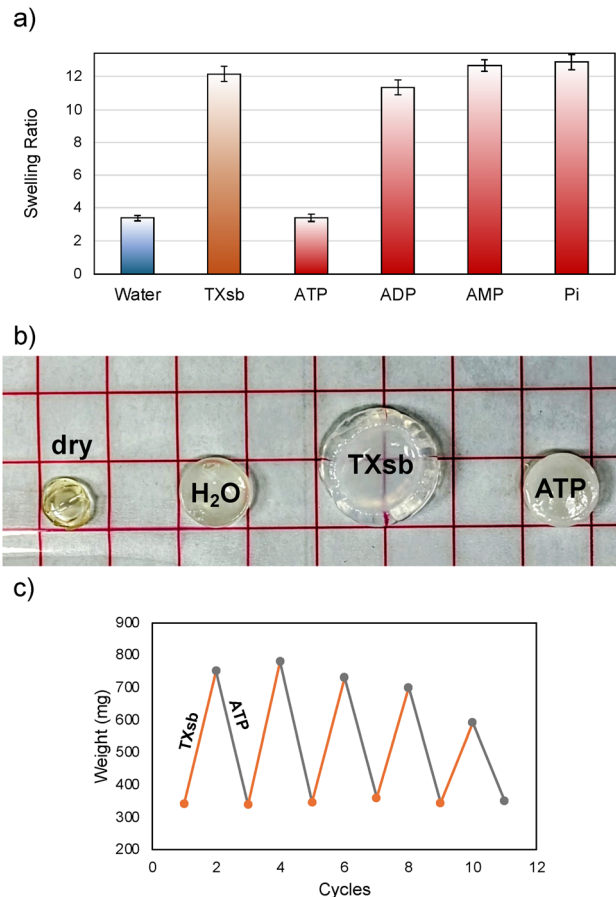 a)
Swelling Ratio
12
10
8
6
4
2
0
Water TXsb ATP ADP AMP Pi
b)
dry
H₂O
TXsb
ATP
c)
Weight (mg)
900
800
700
600
500
400
300
200
TXsb
ATP
0 2 4 6 8 10 12
Cycles